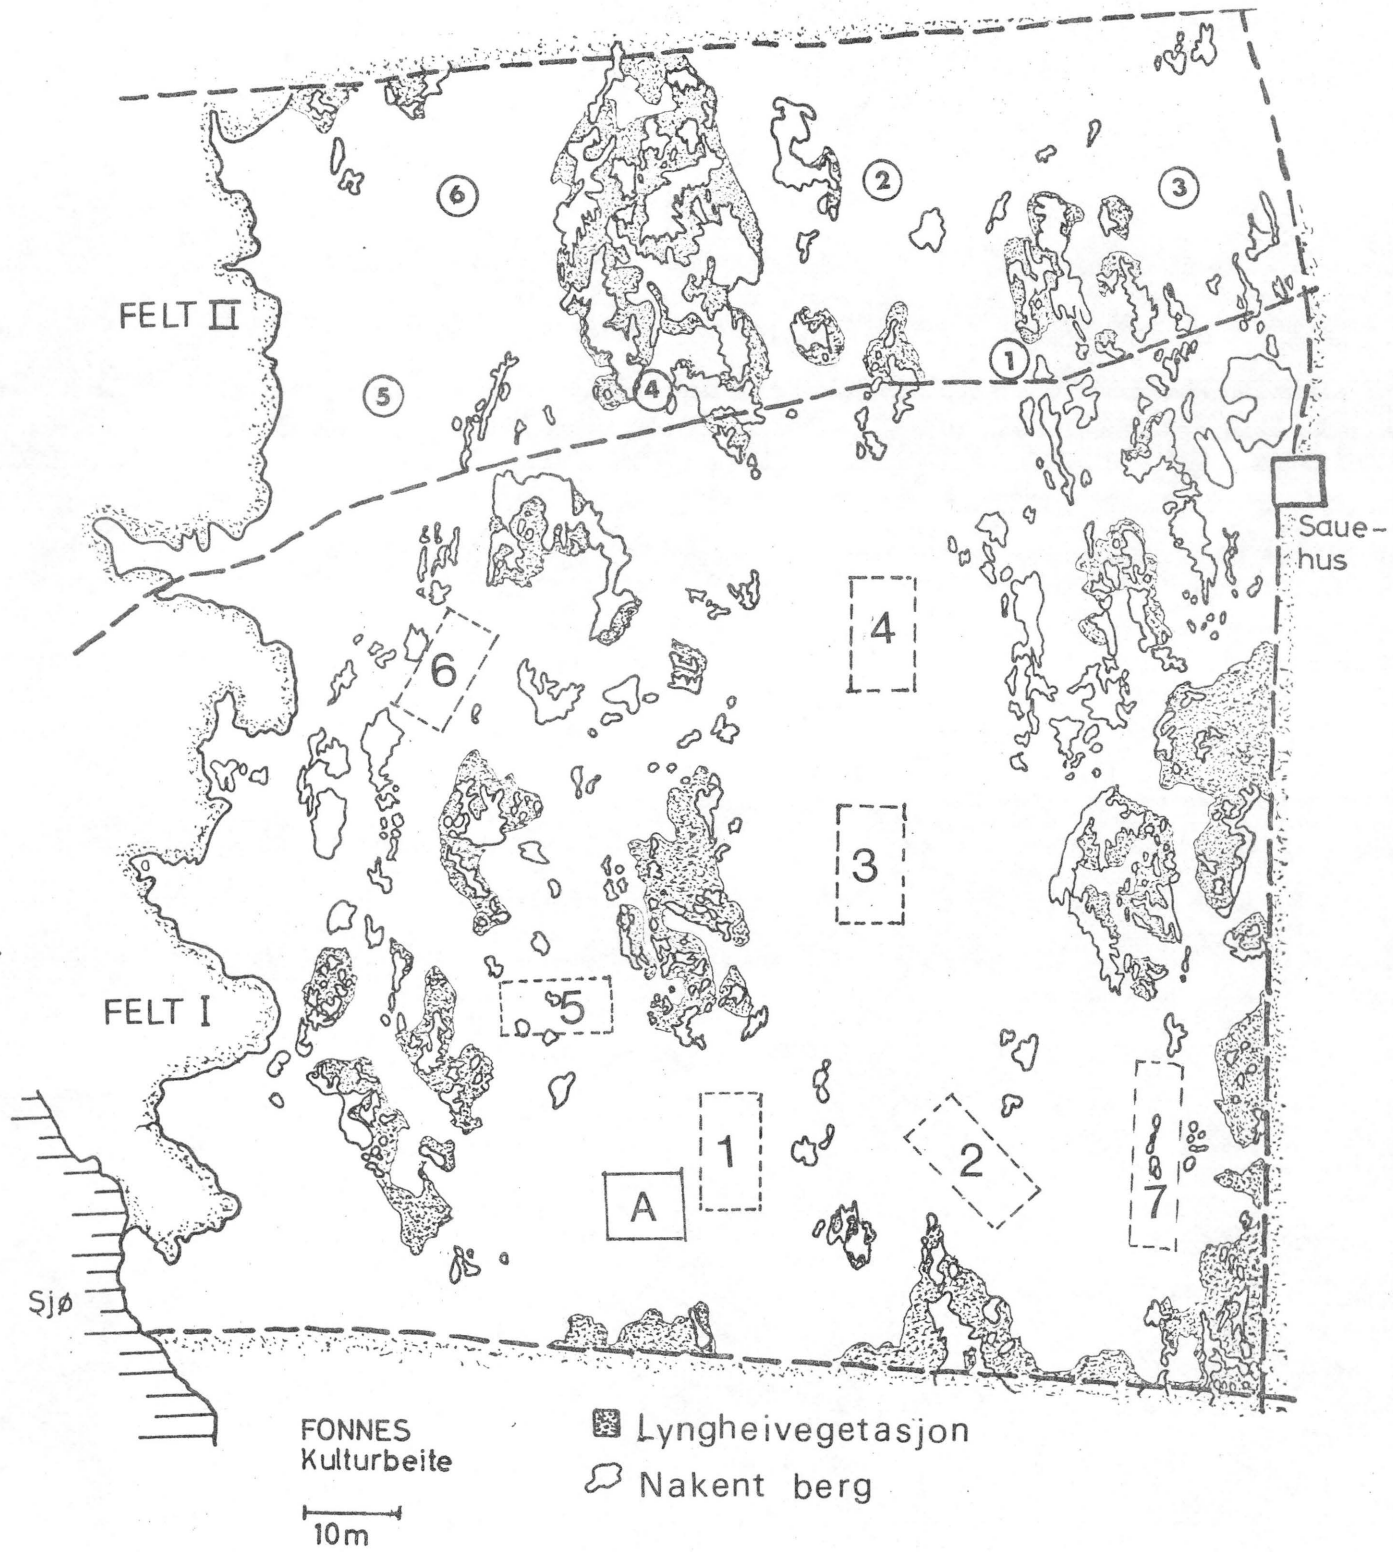 6
2
3
FELT II
5
4
1
Saue-
hus
4
6
3
FELT I
5
1
2
7
A
Sjø
FONNES
Kulturbeite
10m
Lyngheivegetasjon
Nakent berg